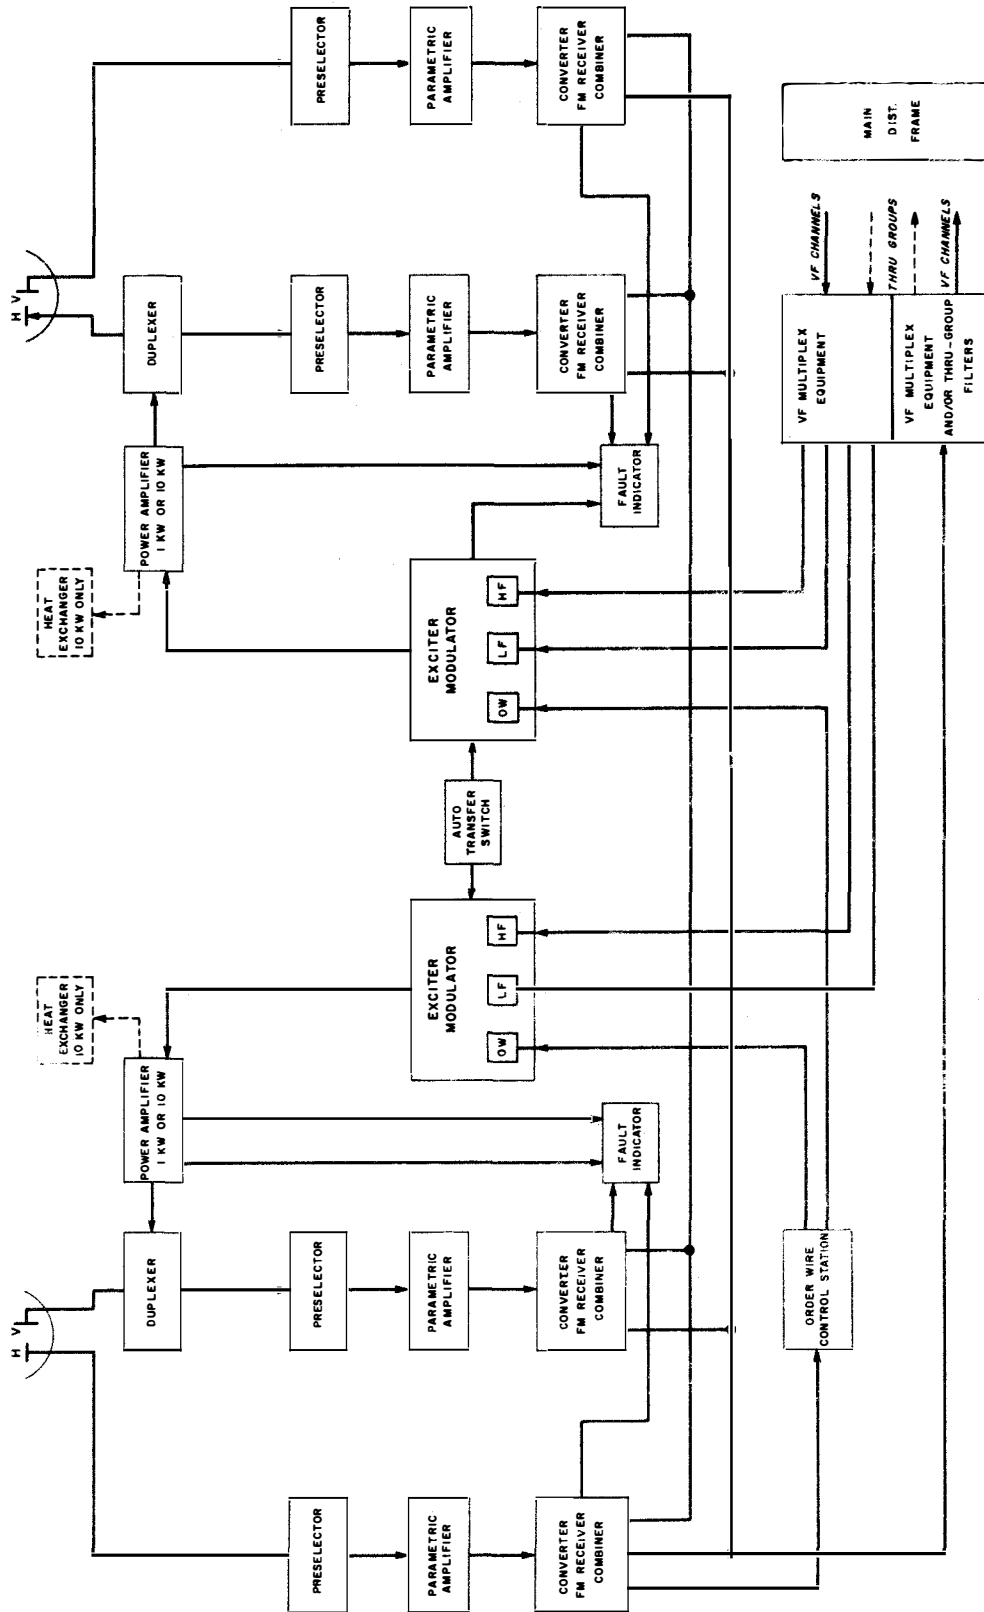 H V
H V
HEAT
EXCHANGER
10 KW ONLY
HEAT
EXCHANGER
10 KW ONLY
DUPLEXER
POWER AMPLIFIER
1 KW OR 10 KW
POWER AMPLIFIER
1 KW OR 10 KW
DUPLEXER
PRESELECTOR
PRESELECTOR
PRESELECTOR
PRESELECTOR
PARAMETRIC
AMPLIFIER
PARAMETRIC
AMPLIFIER
EXCITER
MODULATOR
OW
LF
HF
AUTO
TRANSFER
SWITCH
EXCITER
MODULATOR
OW
LF
HF
PARAMETRIC
AMPLIFIER
PARAMETRIC
AMPLIFIER
CONVERTER
FM RECEIVER
COMBINER
CONVERTER
FM RECEIVER
COMBINER
FAULT
INDICATOR
FAULT
INDICATOR
CONVERTER
FM RECEIVER
COMBINER
CONVERTER
FM RECEIVER
COMBINER
ORDER WIRE
CONTROL STATION
VF MULTIPLEX
EQUIPMENT
VF MULTIPLEX
EQUIPMENT
AND/OR THRU-GROUP
FILTERS
VF CHANNELS
THRU GROUPS
VF CHANNELS
MAIN
DIST.
FRAME